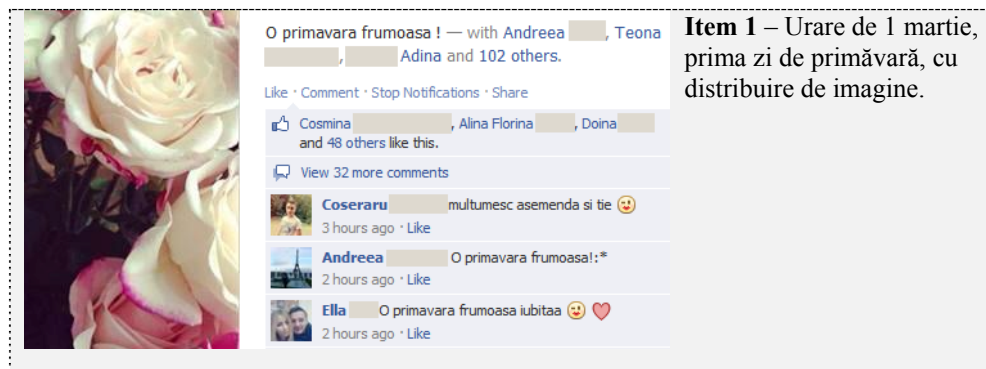 O primavara frumoasa ! — with Andreea , Teona
, Adina and 102 others.
Like · Comment · Stop Notifications · Share
Cosmina , Alina Florina , Doina
and 48 others like this.
View 32 more comments
Coseraru multumesc asemenda si tie
3 hours ago · Like
Andreea O primavara frumoasa!:*
2 hours ago · Like
Ella O primavara frumoasa iubitaa
2 hours ago · Like
Item 1 – Urare de 1 martie,
prima zi de primăvară, cu
distribuire de imagine.